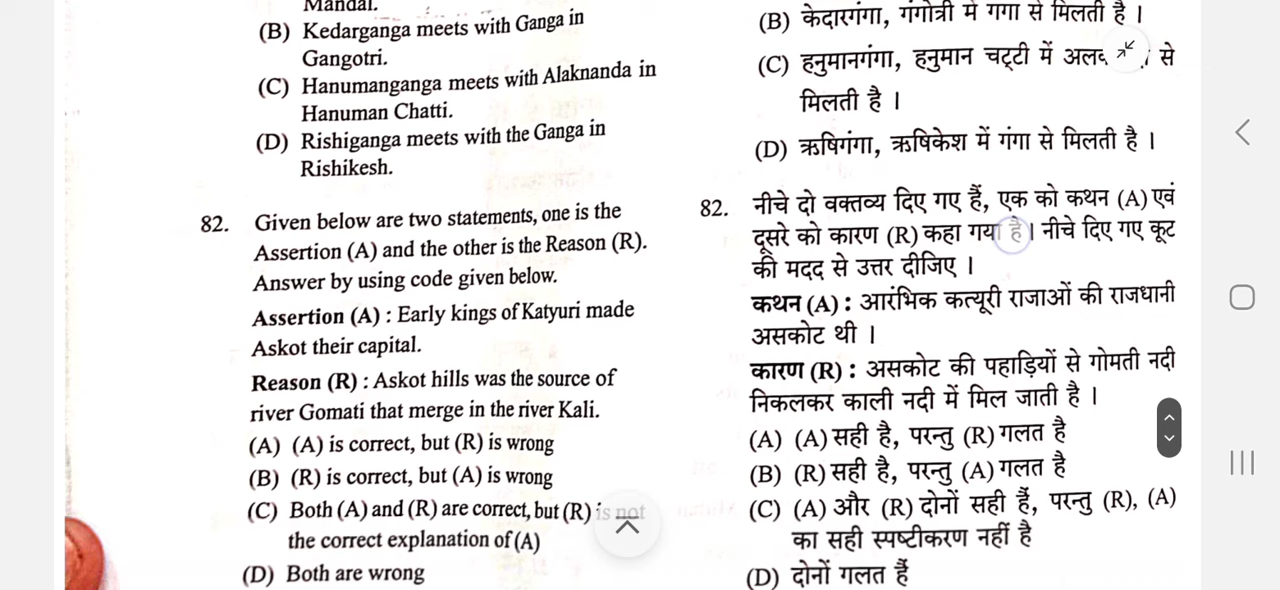 Mandal.
(B) Kedarganga meets with Ganga in
Gangotri.
(C) Hanumanganga meets with Alaknanda in
Hanuman Chatti.
(D) Rishiganga meets with the Ganga in
Rishikesh.
82. Given below are two statements, one is the
Assertion (A) and the other is the Reason (R).
Answer by using code given below.
Assertion (A) : Early kings of Katyuri made
Askot their capital.
Reason (R) : Askot hills was the source of
river Gomati that merge in the river Kali.
(A) (A) is correct, but (R) is wrong
(B) (R) is correct, but (A) is wrong
(C) Both (A) and (R) are correct, but (R) is not
the correct explanation of (A)
(D) Both are wrong
(B) केदारगंगा, गंगोत्री में गंगा से मिलती है ।
(C) हनुमानगंगा, हनुमान चट्टी में से
मिलती है ।
(D) ऋषिगंगा, ऋषिकेश में गंगा से मिलती है ।
82. नीचे दो वक्तव्य दिए गए हैं, एक को कथन (A) एवं
दूसरे को कारण (R) कहा गया है । नीचे दिए गए कूट
की मदद से उत्तर दीजिए ।
कथन (A) : आरंभिक कत्यूरी राजाओं की राजधानी
असकोट थी ।
कारण (R) : असकोट की पहाड़ियों से गोमती नदी
निकलकर काली नदी में मिल जाती है ।
(A) (A) सही है, परन्तु (R) गलत है
(B) (R) सही है, परन्तु (A) गलत है
(C) (A) और (R) दोनों सही हैं, परन्तु (R), (A)
का सही स्पष्टीकरण नहीं है
(D) दोनों गलत हैं